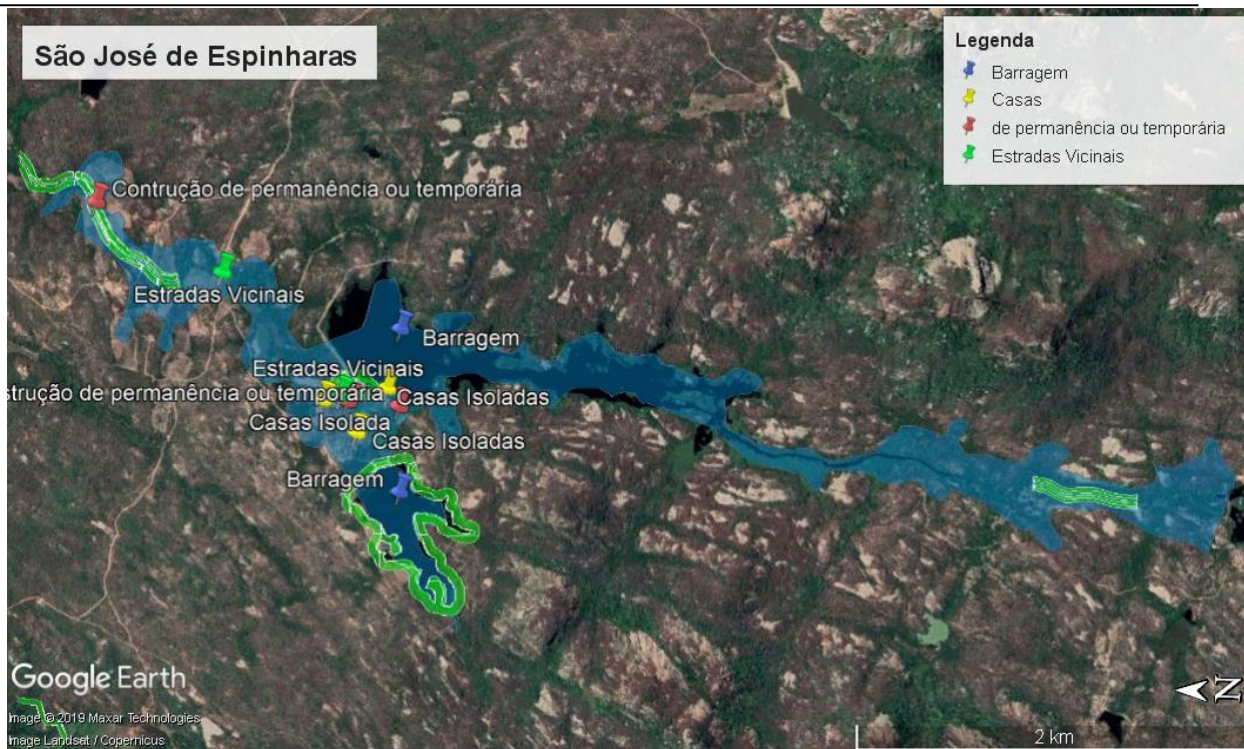 São José de Espinharas
Legenda
Barragem
Casas
de permanência ou temporária
Estradas Vicinais
Contrução de permanência ou temporária
Estradas Vicinais
Barragem
Estradas Vicinais
strução de permanência ou temporária
Casas Isoladas
Casas Isolada
Casas Isoladas
Barragem
Google Earth
Image © 2019 Maxar Technologies
Image Landsat / Copernicus
N
2 km